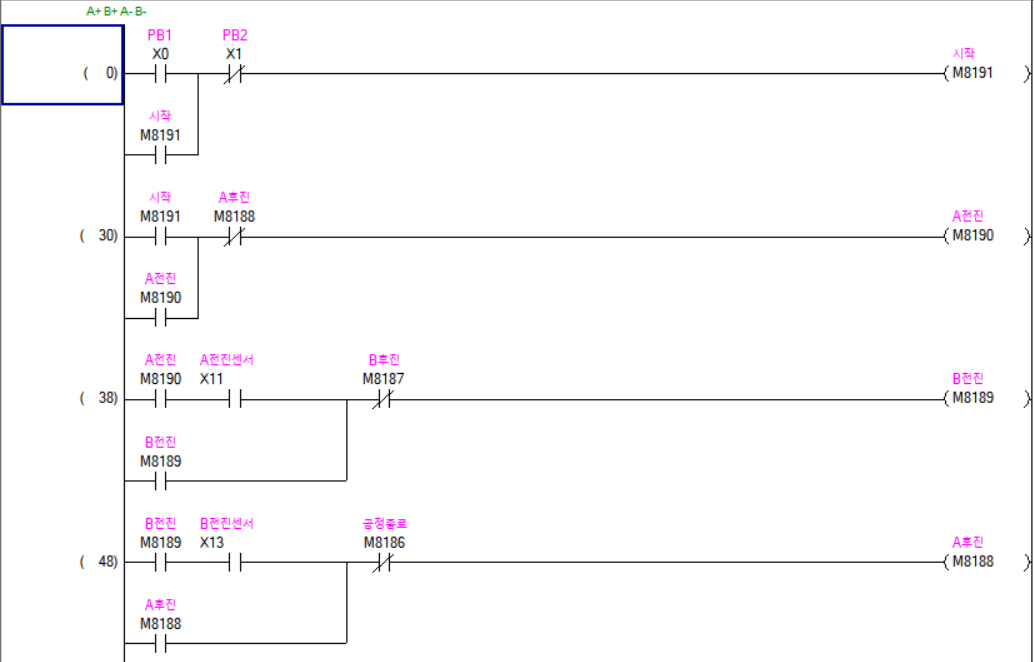 A+ B+ A- B-
PB1 PB2
X0 X1 시작
( 0) ( M8191 )
시작
M8191
시작 A후진
M8191 M8188 A전진
( 30) ( M8190 )
A전진
M8190
A전진 A전진센서 B후진
M8190 X11 M8187 B전진
( 38) ( M8189 )
B전진
M8189
B전진 B전진센서 공정종료
M8189 X13 M8186 A후진
( 48) ( M8188 )
A후진
M8188